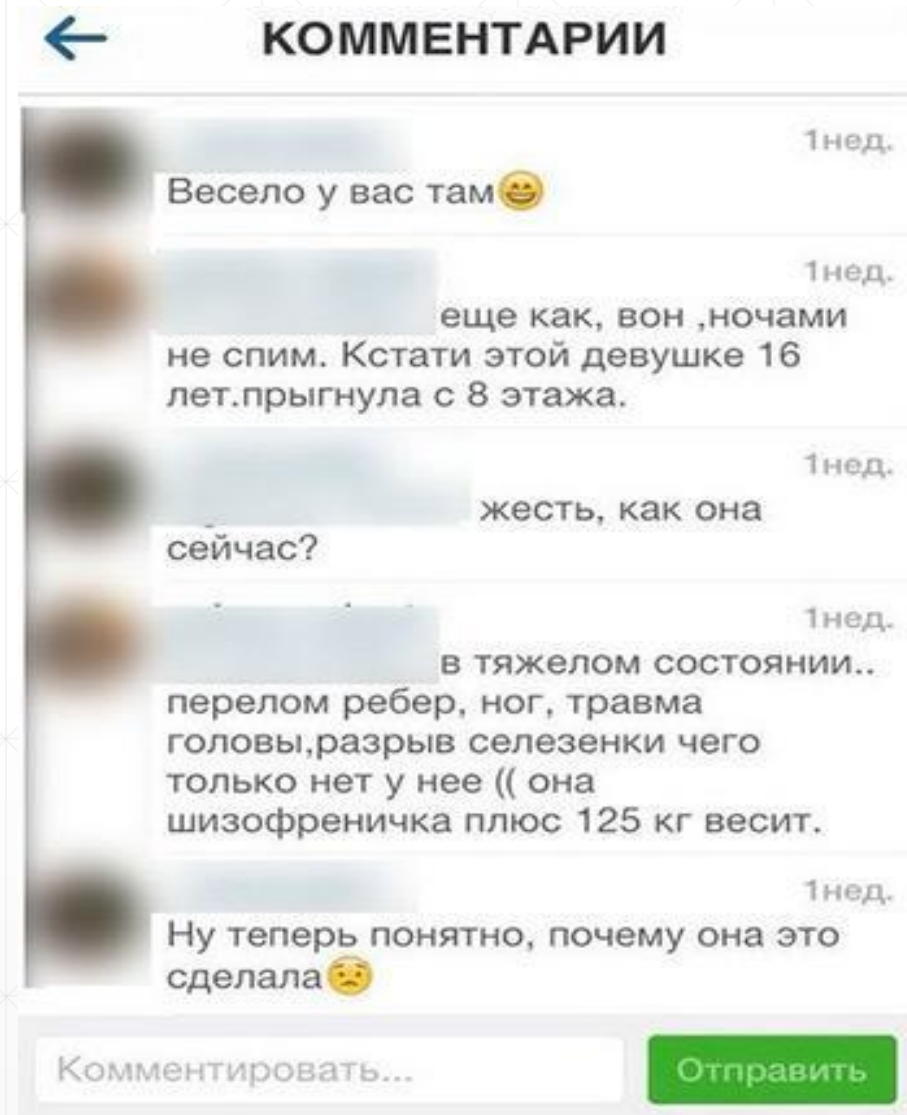 КОММЕНТАРИИ
1нед.
Весело у вас там😄
1нед.
еще как, вон ,ночами
не спим. Кстати этой девушке 16
лет.прыгнула с 8 этажа.
1нед.
жесть, как она
сейчас?
1нед.
в тяжелом состоянии..
перелом ребер, ног, травма
головы,разрыв селезенки чего
только нет у нее (( она
шизофреничка плюс 125 кг весит.
1нед.
Ну теперь понятно, почему она это
сделала😟
Комментировать...
Отправить